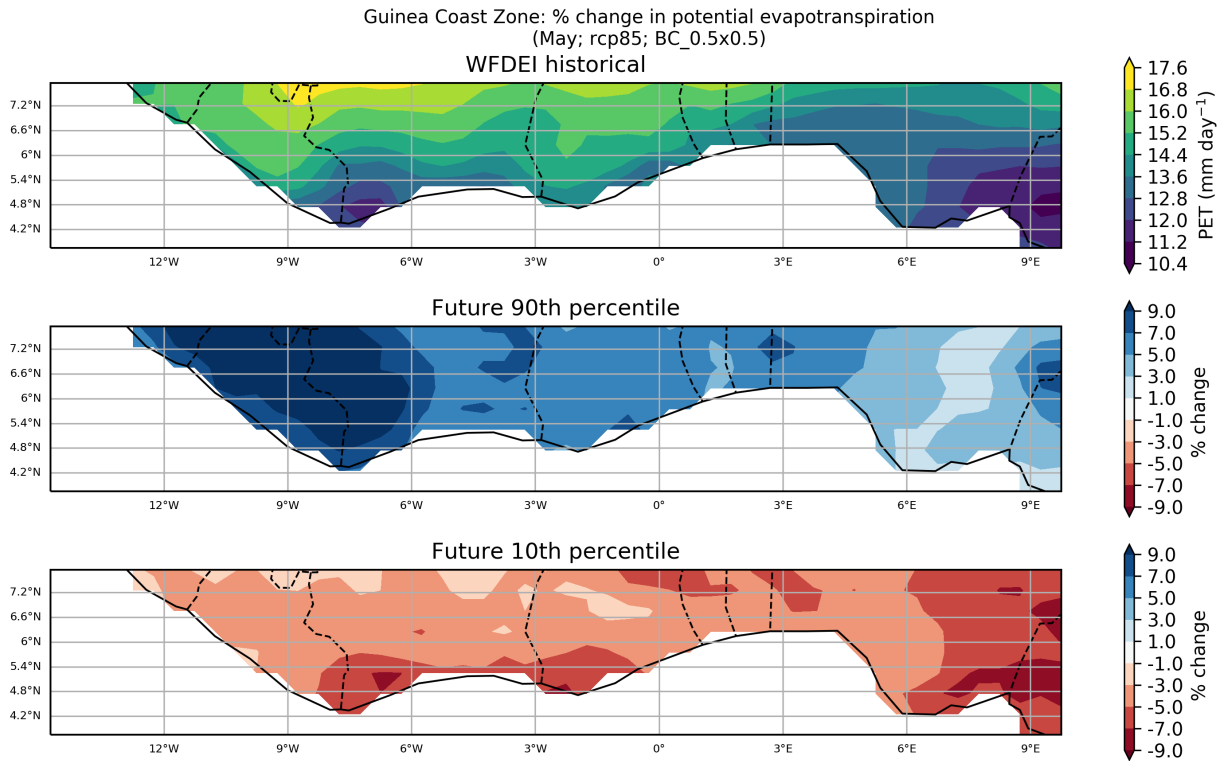 Guinea Coast Zone: % change in potential evapotranspiration
(May; rcp85; BC_0.5x0.5)
WFDEI historical
7.2°N
6.6°N
6°N
5.4°N
4.8°N
4.2°N
12°W 9°W 6°W 3°W 0° 3°E 6°E 9°E
17.6
16.8
16.0
15.2
14.4
13.6
12.8
12.0
11.2
10.4
PET (mm day⁻¹)
Future 90th percentile
7.2°N
6.6°N
6°N
5.4°N
4.8°N
4.2°N
12°W 9°W 6°W 3°W 0° 3°E 6°E 9°E
9.0
7.0
5.0
3.0
1.0
-1.0
-3.0
-5.0
-7.0
-9.0
% change
Future 10th percentile
7.2°N
6.6°N
6°N
5.4°N
4.8°N
4.2°N
12°W 9°W 6°W 3°W 0° 3°E 6°E 9°E
9.0
7.0
5.0
3.0
1.0
-1.0
-3.0
-5.0
-7.0
-9.0
% change